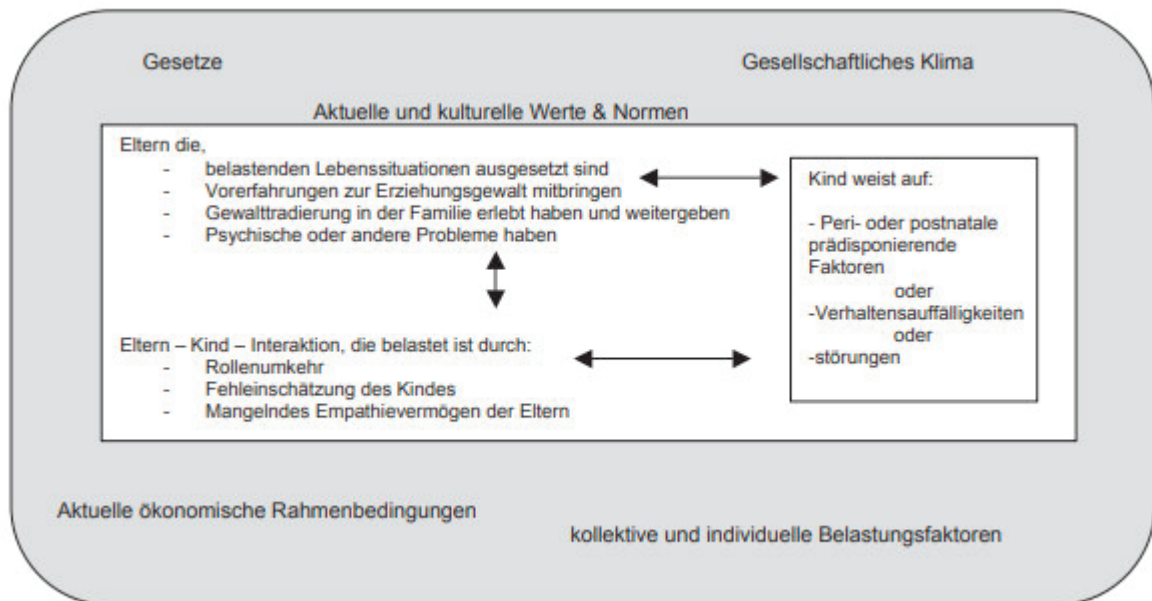 Gesetze
Gesellschaftliches Klima
Aktuelle und kulturelle Werte & Normen
Eltern die,
- belastenden Lebenssituationen ausgesetzt sind
- Vorerfahrungen zur Erziehungsgewalt mitbringen
- Gewalttradierung in der Familie erlebt haben und weitergeben
- Psychische oder andere Probleme haben
Kind weist auf:
- Peri- oder postnatale
prädisponierende
Faktoren
oder
-Verhaltensauffälligkeiten
oder
-störungen
Eltern – Kind – Interaktion, die belastet ist durch:
- Rollenumkehr
- Fehleinschätzung des Kindes
- Mangelndes Empathievermögen der Eltern
Aktuelle ökonomische Rahmenbedingungen
kollektive und individuelle Belastungsfaktoren